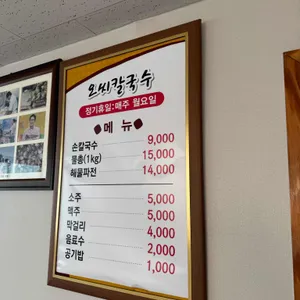 오씨칼국수
정기휴일:매주 월요일
메뉴
손칼국수 9,000
물총(1kg) 15,000
해물파전 14,000
소주 5,000
맥주 5,000
막걸리 4,000
음료수 2,000
공기밥 1,000